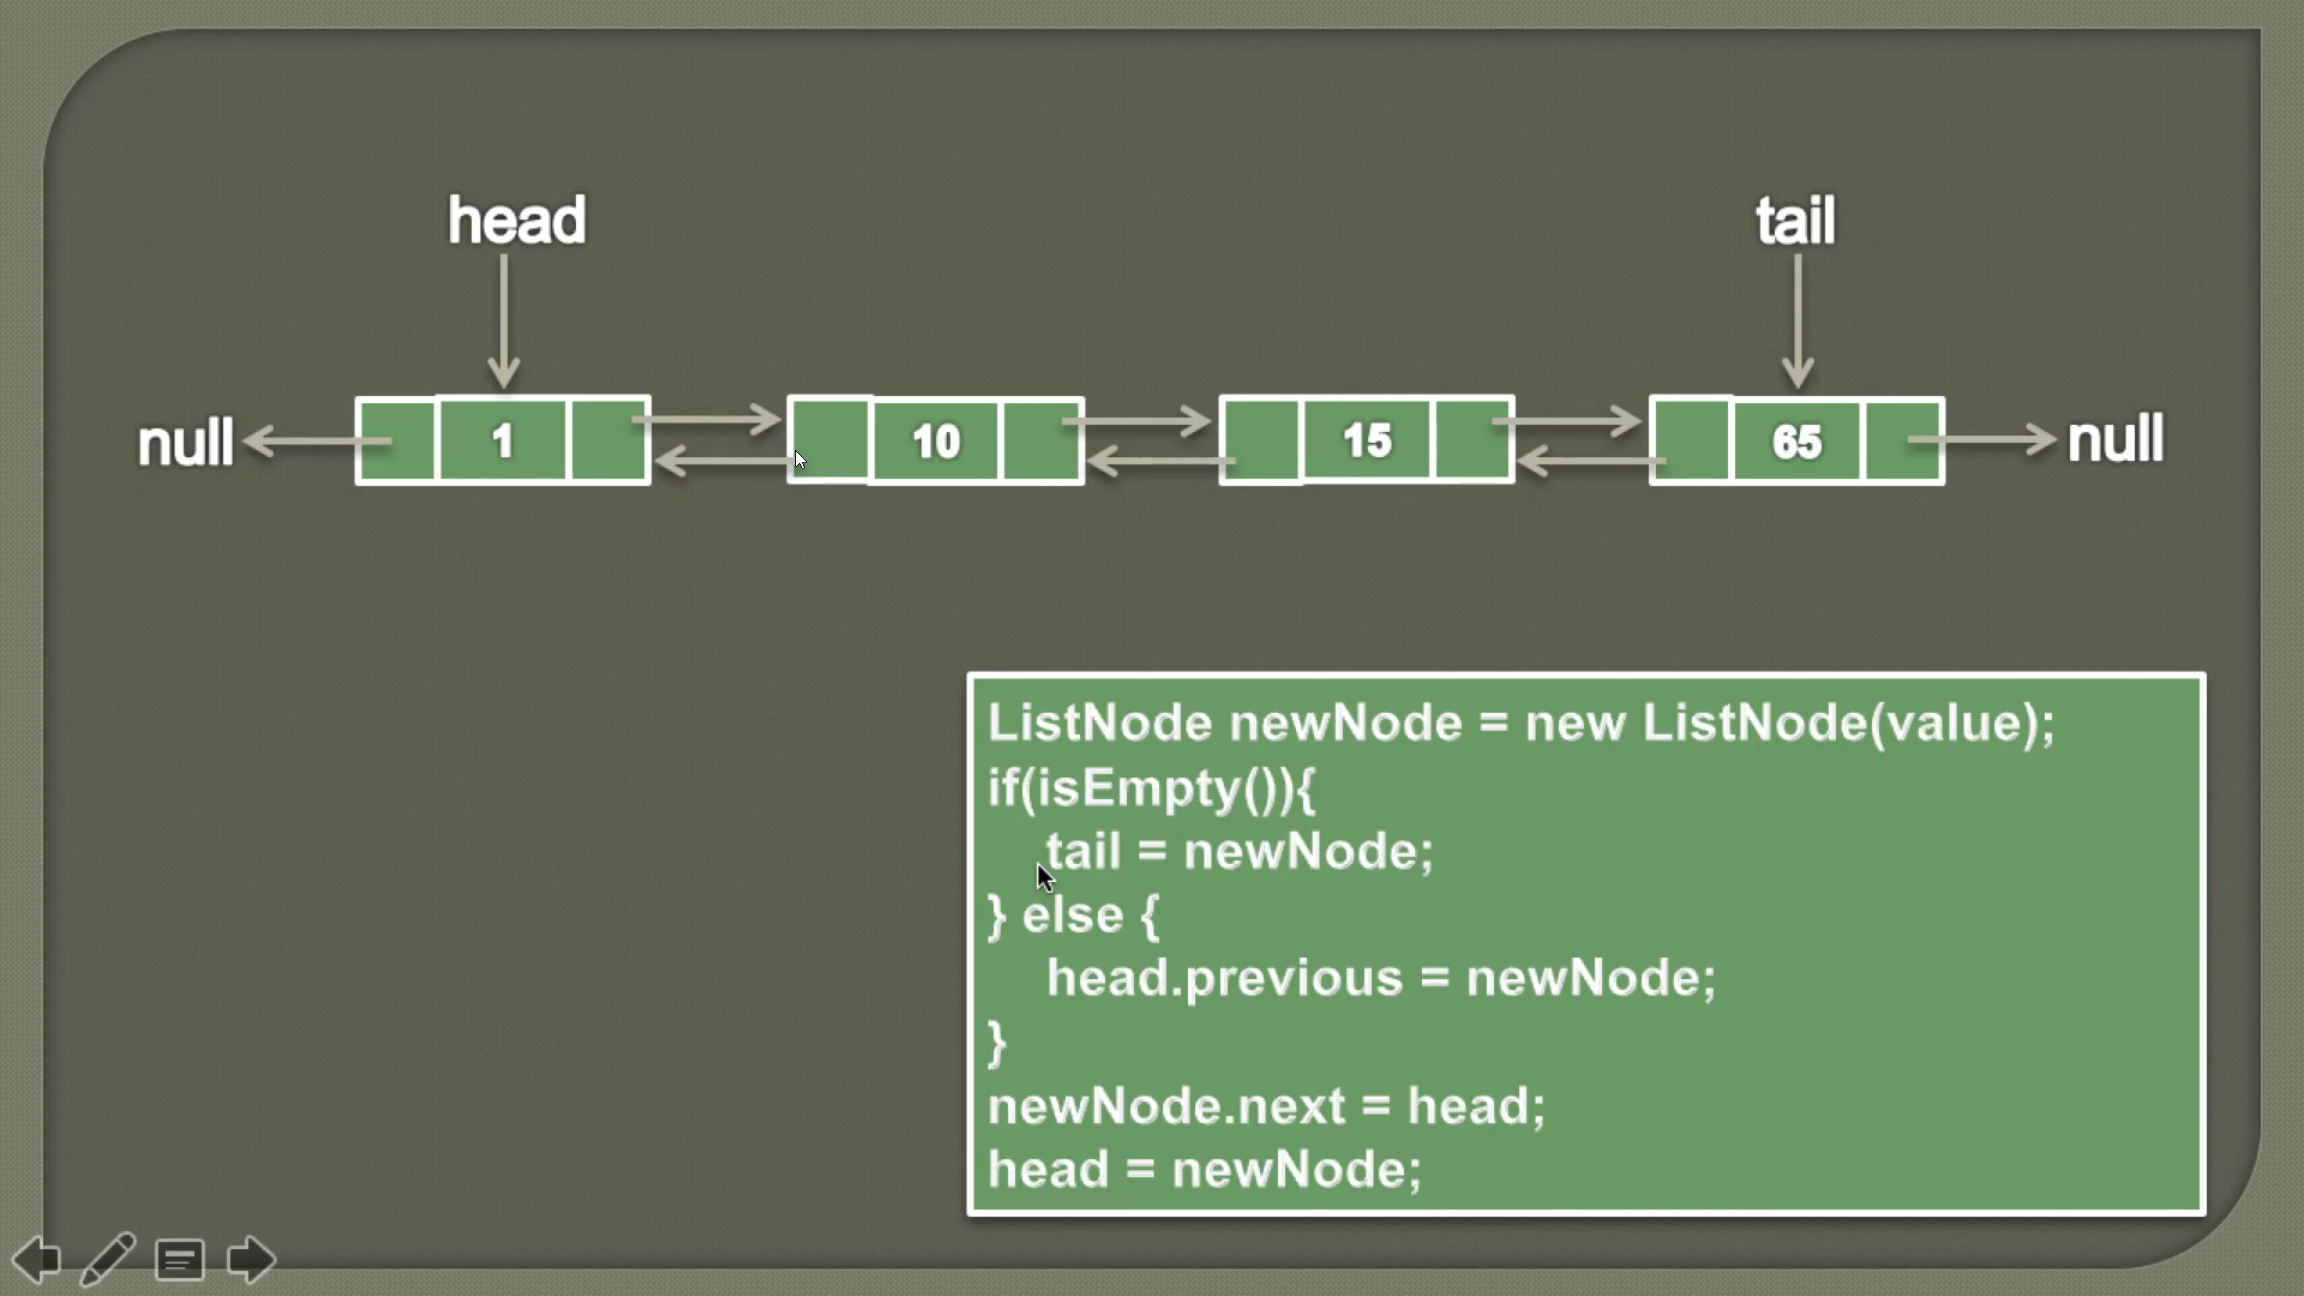 head
tail
null 1 10 15 65 null
ListNode newNode = new ListNode(value);
if(isEmpty()){
tail = newNode;
} else {
head.previous = newNode;
}
newNode.next = head;
head = newNode;